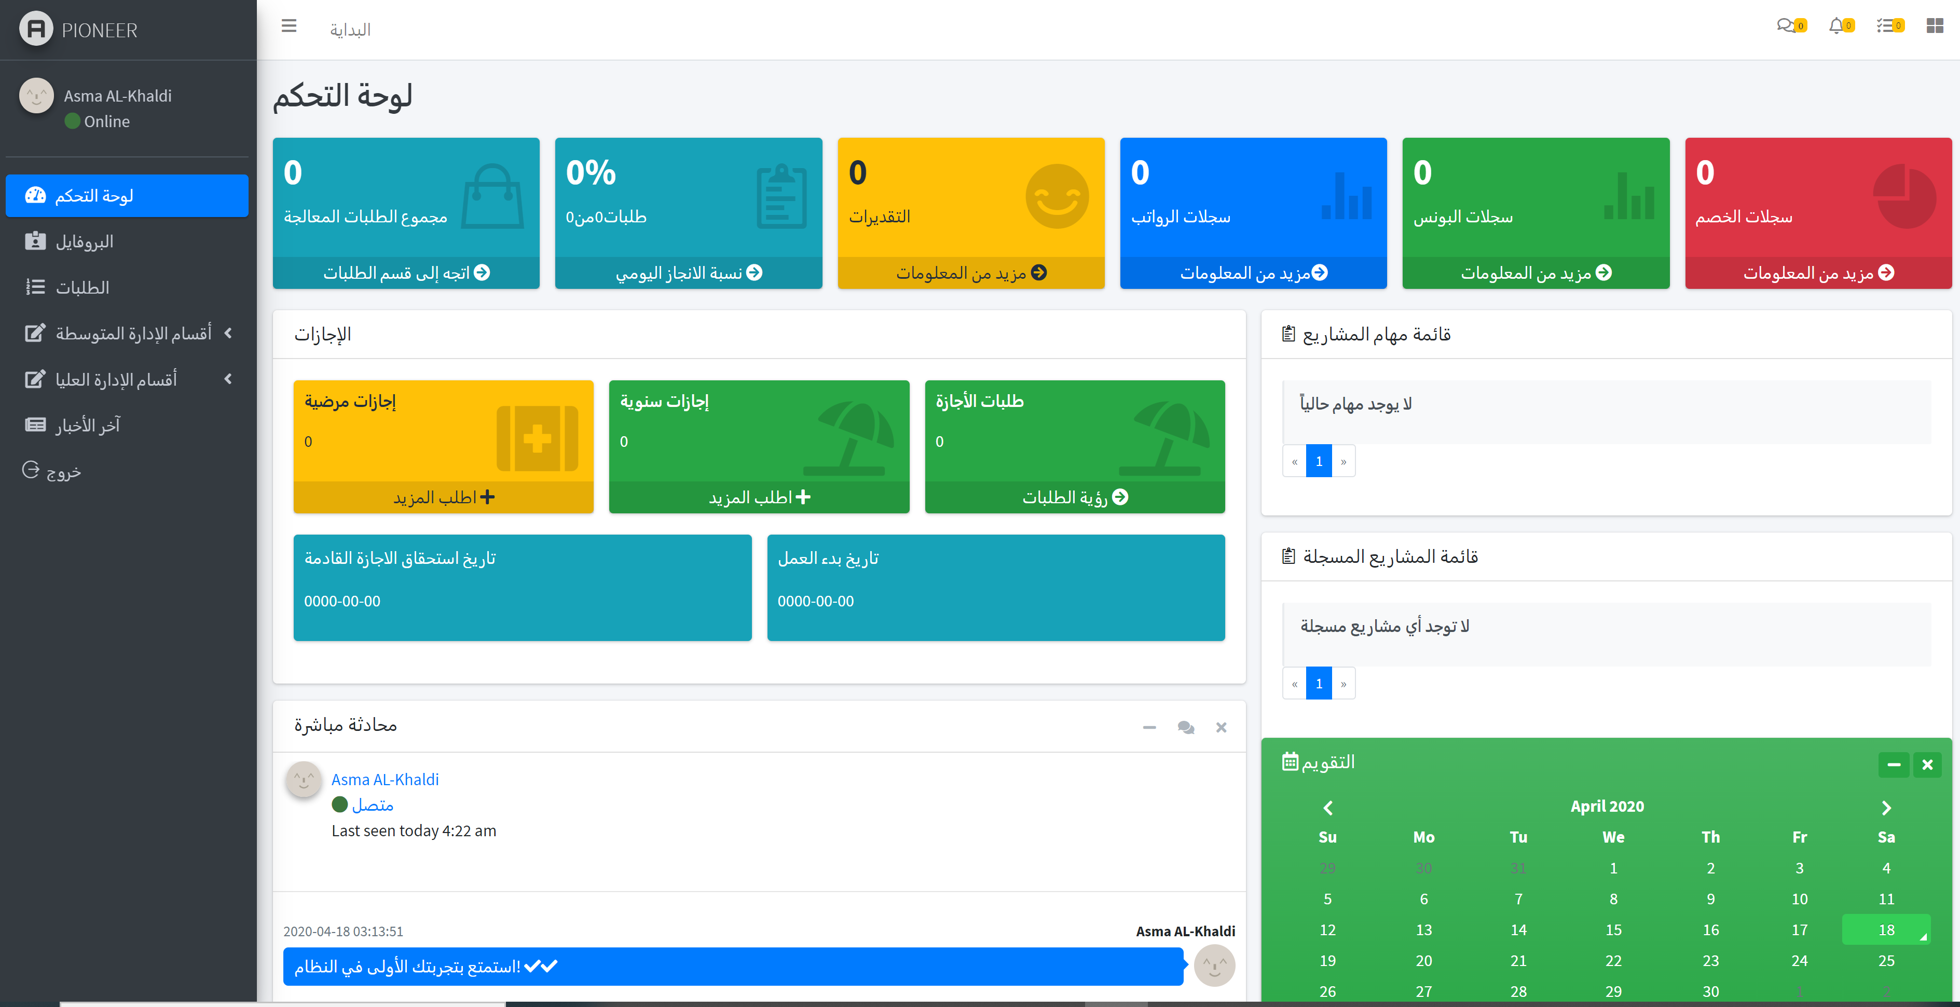 PIONEER
Asma AL-Khaldi
Online
لوحة التحكم
البروفايل
الطلبات
أقسام الإدارة المتوسطة
أقسام الإدارة العليا
آخر الأخبار
خروج
البداية
0
0
0
لوحة التحكم
0
مجموع الطلبات المعالجة
اتجه إلى قسم الطلبات
0%
طلبات0من0
نسبة الانجاز اليومي
0
التقديرات
مزيد من المعلومات
0
سجلات الرواتب
مزيد من المعلومات
0
سجلات البونس
مزيد من المعلومات
0
سجلات الخصم
مزيد من المعلومات
الإجازات
إجازات مرضية
0
اطلب المزيد
إجازات سنوية
0
اطلب المزيد
طلبات الأجازة
0
رؤية الطلبات
تاريخ استحقاق الاجازة القادمة
0000-00-00
تاريخ بدء العمل
0000-00-00
محادثة مباشرة
Asma AL-Khaldi
متصل
Last seen today 4:22 am
2020-04-18 03:13:51
Asma AL-Khaldi
استمتع بتجربتك الأولى في النظام!
قائمة مهام المشاريع
لا يوجد مهام حالياً
« 1 »
قائمة المشاريع المسجلة
لا توجد أي مشاريع مسجلة
« 1 »
التقويم
April 2020
Su Mo Tu We Th Fr Sa
29 30 31 1 2 3 4
5 6 7 8 9 10 11
12 13 14 15 16 17 18
19 20 21 22 23 24 25
26 27 28 29 30 1 2